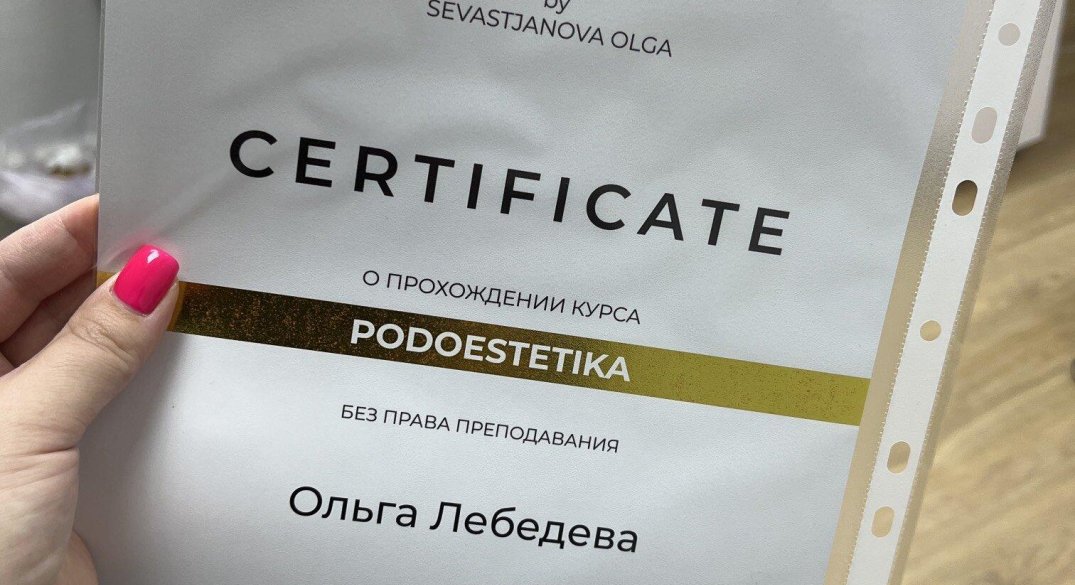 by
SEVASTJANOVA OLGA
CERTIFICATE
О ПРОХОЖДЕНИИ КУРСА
PODOESTETIKA
БЕЗ ПРАВА ПРЕПОДАВАНИЯ
Ольга Лебедева